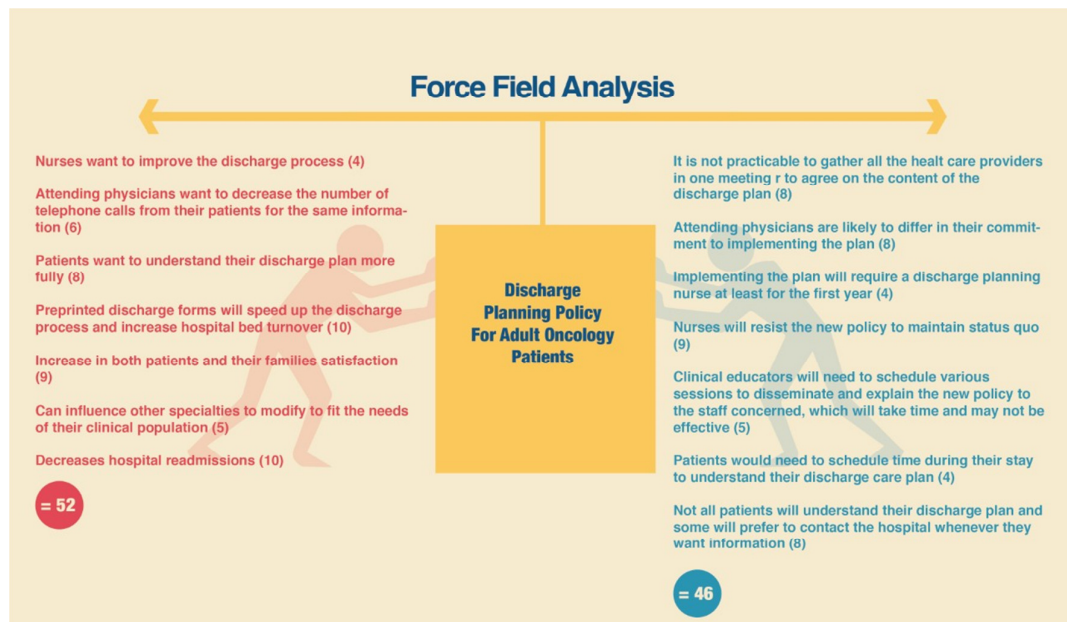 Force Field Analysis
Nurses want to improve the discharge process (4)
Attending physicians want to decrease the number of
telephone calls from their patients for the same informa-
tion (6)
Patients want to understand their discharge plan more
fully (8)
Preprinted discharge forms will speed up the discharge
process and increase hospital bed turnover (10)
Increase in both patients and their families satisfaction
(9)
Can influence other specialties to modify to fit the needs
of their clinical population (5)
Decreases hospital readmissions (10)
= 52
Discharge
Planning Policy
For Adult Oncology
Patients
It is not practicable to gather all the healt care providers
in one meeting r to agree on the content of the
discharge plan (8)
Attending physicians are likely to differ in their commit-
ment to implementing the plan (8)
Implementing the plan will require a discharge planning
nurse at least for the first year (4)
Nurses will resist the new policy to maintain status quo
(9)
Clinical educators will need to schedule various
sessions to disseminate and explain the new policy to
the staff concerned, which will take time and may not be
effective (5)
Patients would need to schedule time during their stay
to understand their discharge care plan (4)
Not all patients will understand their discharge plan and
some will prefer to contact the hospital whenever they
want information (8)
= 46